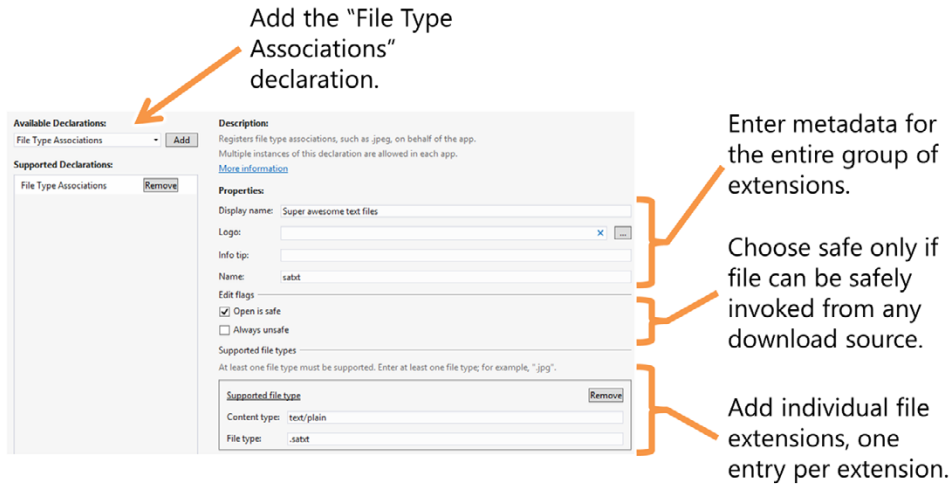 Add the “File Type
Associations”
declaration.
Available Declarations:
File Type Associations
Add
Supported Declarations:
File Type Associations
Remove
Description:
Registers file type associations, such as .jpeg, on behalf of the app.
Multiple instances of this declaration are allowed in each app.
More information
Properties:
Display name: Super awesome text files
Logo:
...
Info tip:
Name: satxt
Edit flags
Open is safe
Always unsafe
Supported file types
At least one file type must be supported. Enter at least one file type; for example, ".jpg".
Supported file type
Remove
Content type: text/plain
File type: .satxt
Enter metadata for
the entire group of
extensions.
Choose safe only if
file can be safely
invoked from any
download source.
Add individual file
extensions, one
entry per extension.